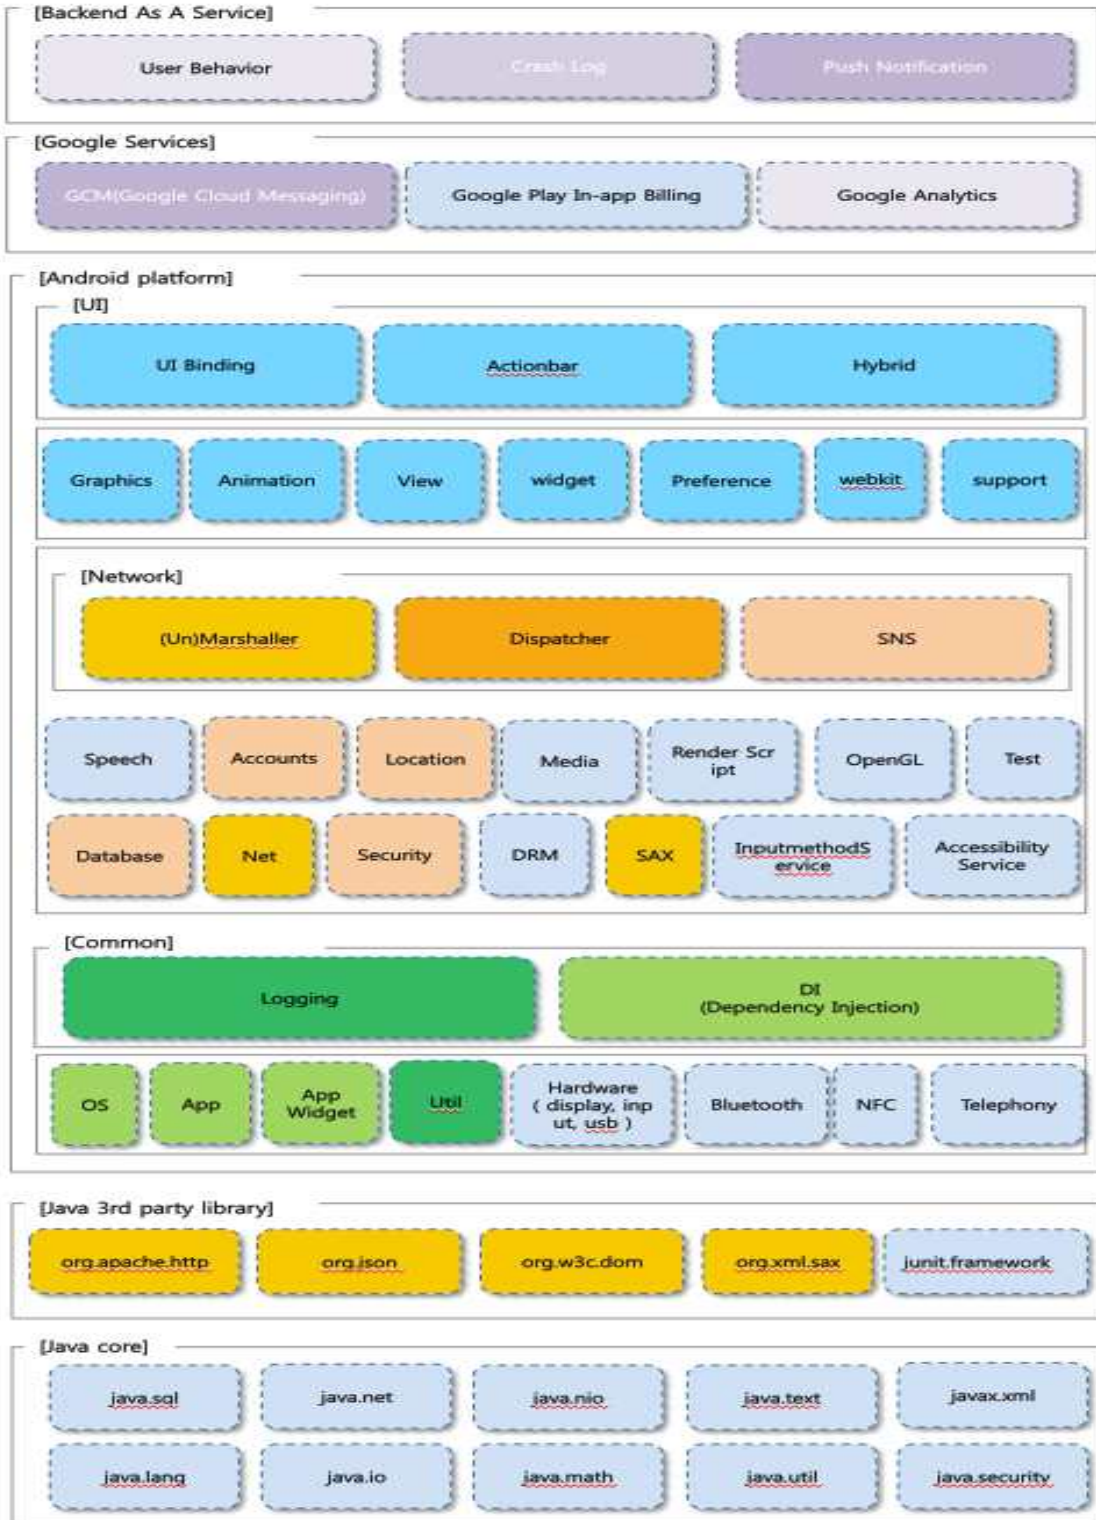 [Backend As A Service]
User Behavior
Crash Log
Push Notification
[Google Services]
GCM(Google Cloud Messaging)
Google Play In-app Billing
Google Analytics
[Android platform]
[UI]
UI Binding
Actionbar
Hybrid
Graphics
Animation
View
widget
Preference
webkit
support
[Network]
(Un)Marshaller
Dispatcher
SNS
Speech
Accounts
Location
Media
Render Scr
ipt
OpenGL
Test
Database
Net
Security
DRM
SAX
InputmethodS
ervice
Accessibility
Service
[Common]
Logging
DI
(Dependency Injection)
OS
App
App
Widget
Util
Hardware
( display, inp
ut, usb )
Bluetooth
NFC
Telephony
[Java 3rd party library]
org.apache.http
org.json
org.w3c.dom
org.xml.sax
junit.framework
[Java core]
java.sql
java.net
java.nio
java.text
javax.xml
java.lang
java.io
java.math
java.util
java.security